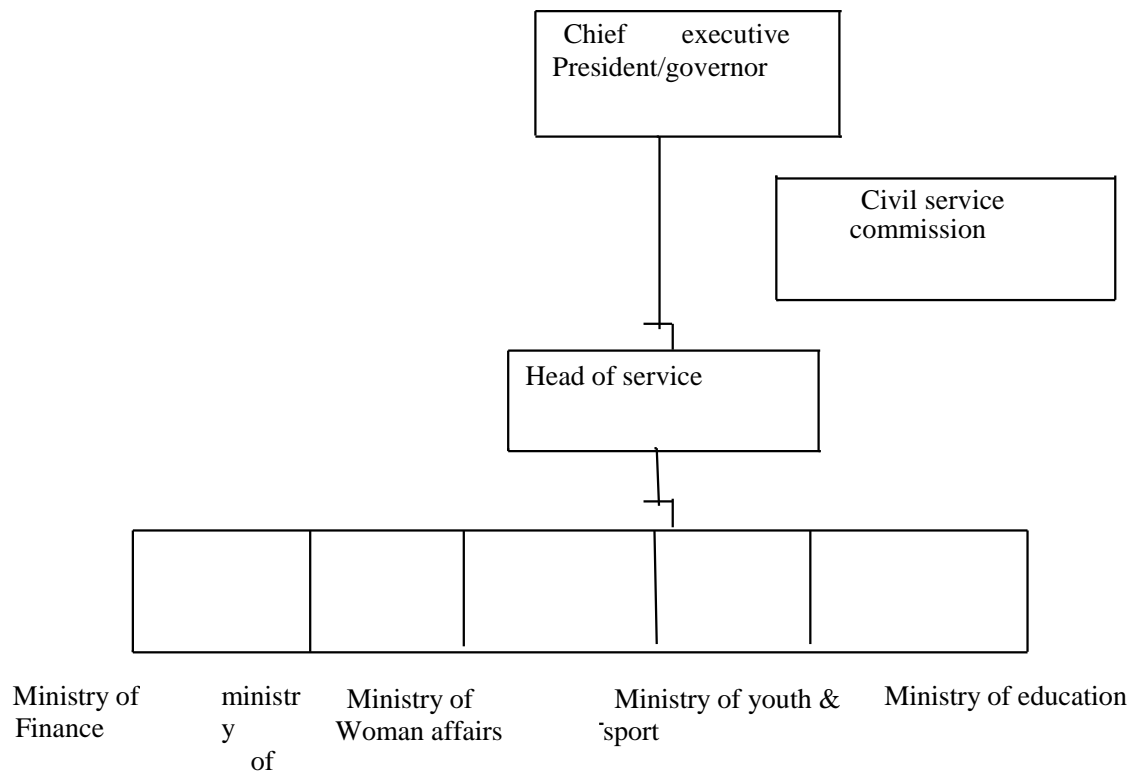 Chief executive
President/governor
Civil service
commission
Head of service
Ministry of
Finance
ministr
y
of
Ministry of
Woman affairs
Ministry of youth &
sport
Ministry of education